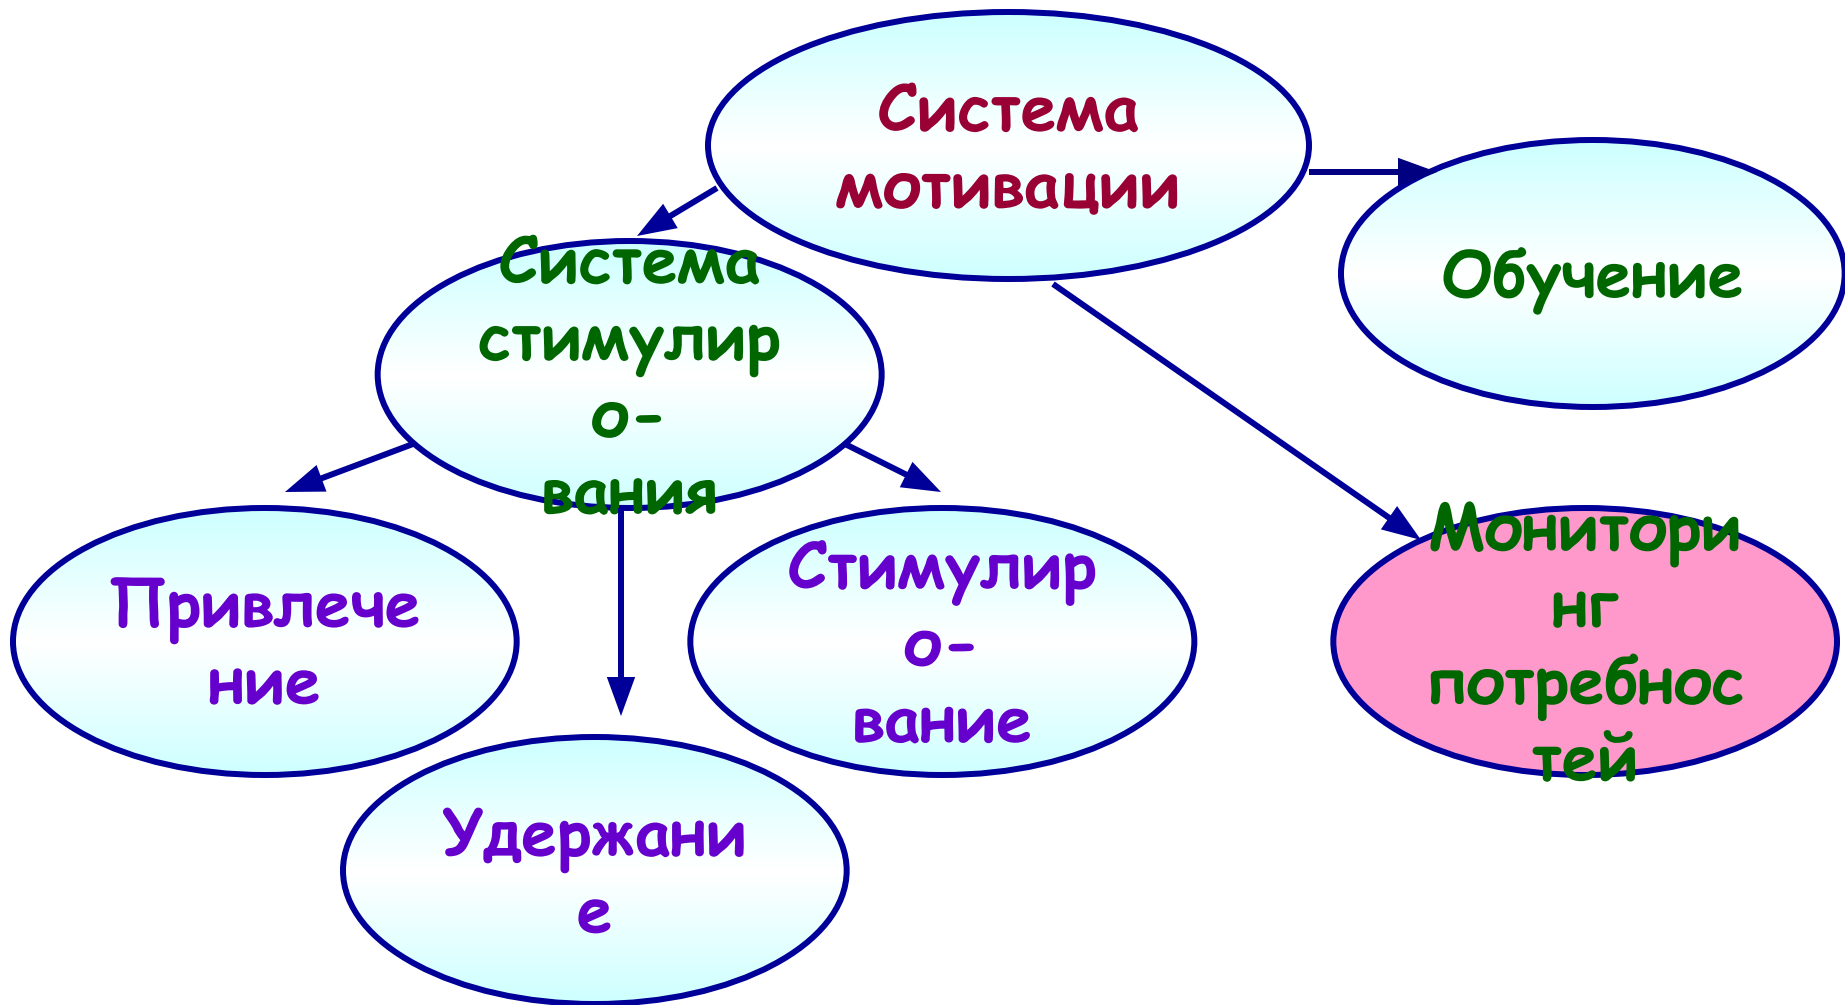 Система
мотивации
Обучение
Система
стимулир
о-
вания
Мониторы
нг
потребнос
тей
Привлече
ние
Стимулир
о-
вание
Удержани
е